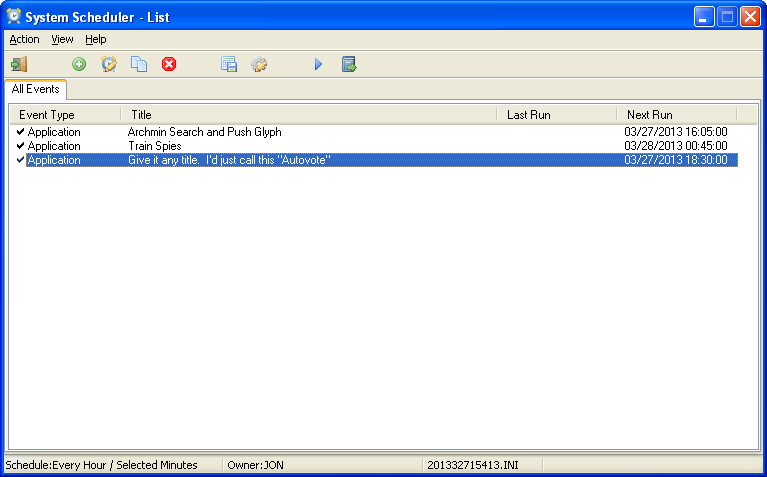 System Scheduler - List
Action View Help
All Events
Event Type Title Last Run Next Run
Application Archmin Search and Push Glyph 03/27/2013 16:05:00
Application Train Spies 03/28/2013 00:45:00
Application Give it any title.  I'd just call this "Autovote" 03/27/2013 18:30:00
Schedule:Every Hour / Selected Minutes Owner:JON 201332715413.INI